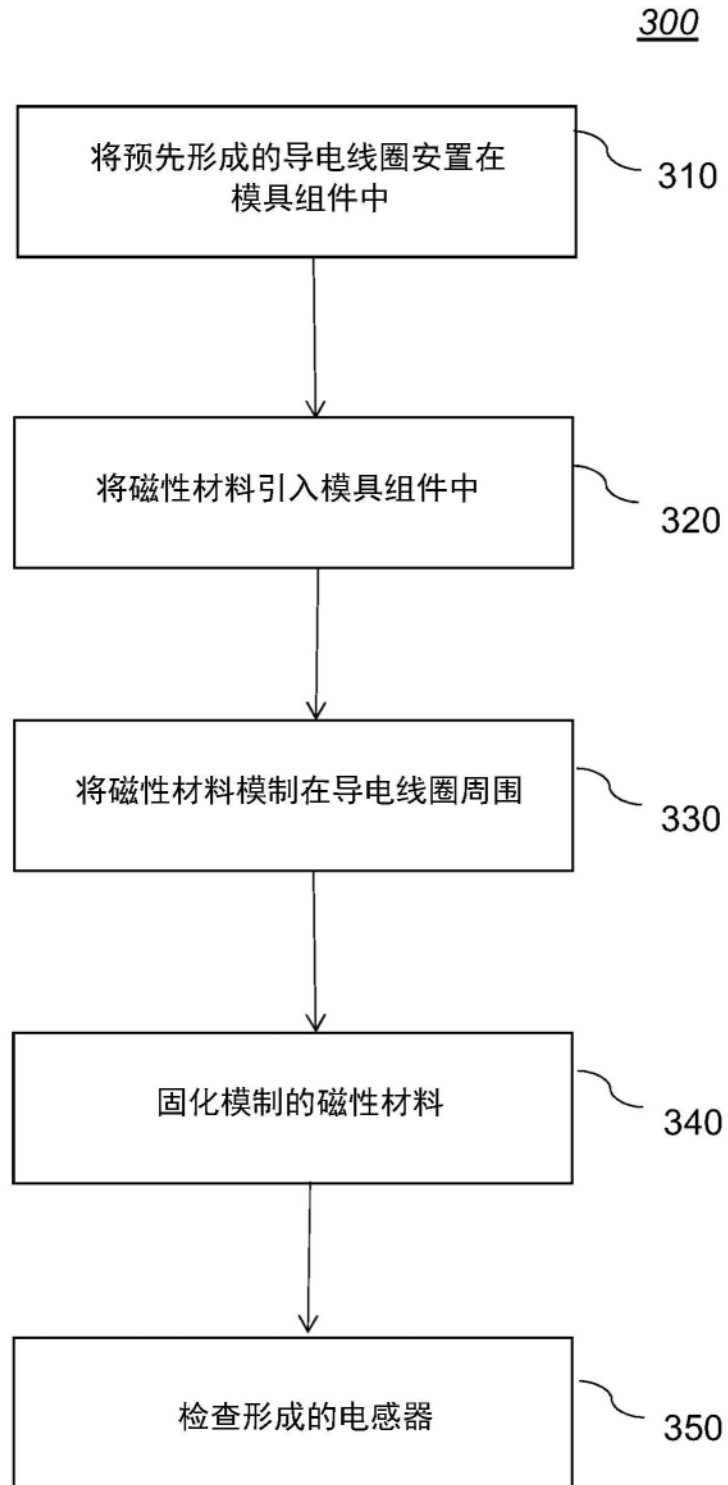 300
将预先形成的导电线圈安置在
模具组件中
310
将磁性材料引入模具组件中
320
将磁性材料模制在导电线圈周围
330
固化模制的磁性材料
340
检查形成的电感器
350